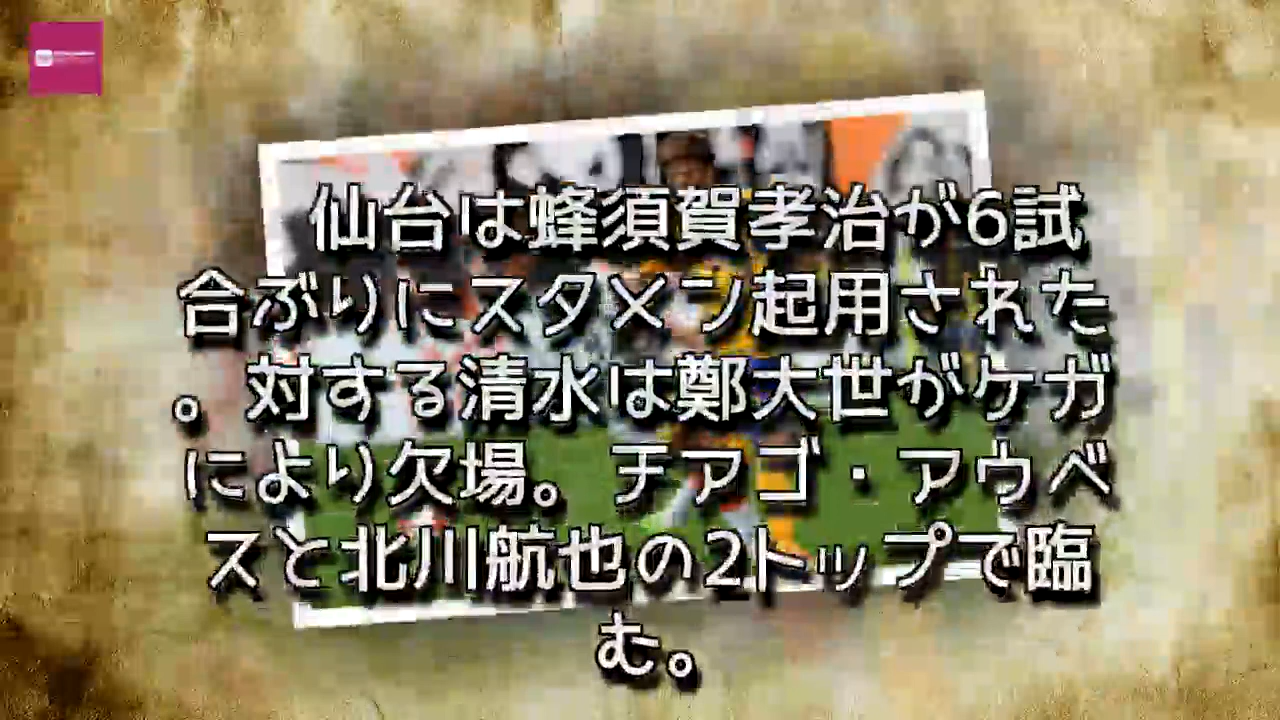 仙台は蜂須賀孝治が6試
合ぶりにスタメン起用された
。対する清水は鄭大世がケガ
により欠場。チアゴ・アウベ
スと北川航也の2トップで臨
む。